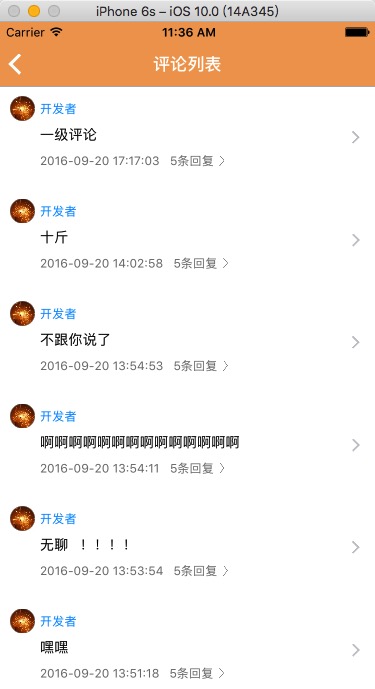 iPhone 6s – iOS 10.0 (14A345)
Carrier 11:36 AM
评论列表
开发者
一级评论
2016-09-20 17:17:03 5条回复
开发者
十斤
2016-09-20 14:02:58 5条回复
开发者
不跟你说了
2016-09-20 13:54:53 5条回复
开发者
啊啊啊啊啊啊啊啊啊啊啊啊啊啊
2016-09-20 13:54:11 5条回复
开发者
无聊 ！！！！
2016-09-20 13:53:54 5条回复
开发者
嘿嘿
2016-09-20 13:51:18 5条回复